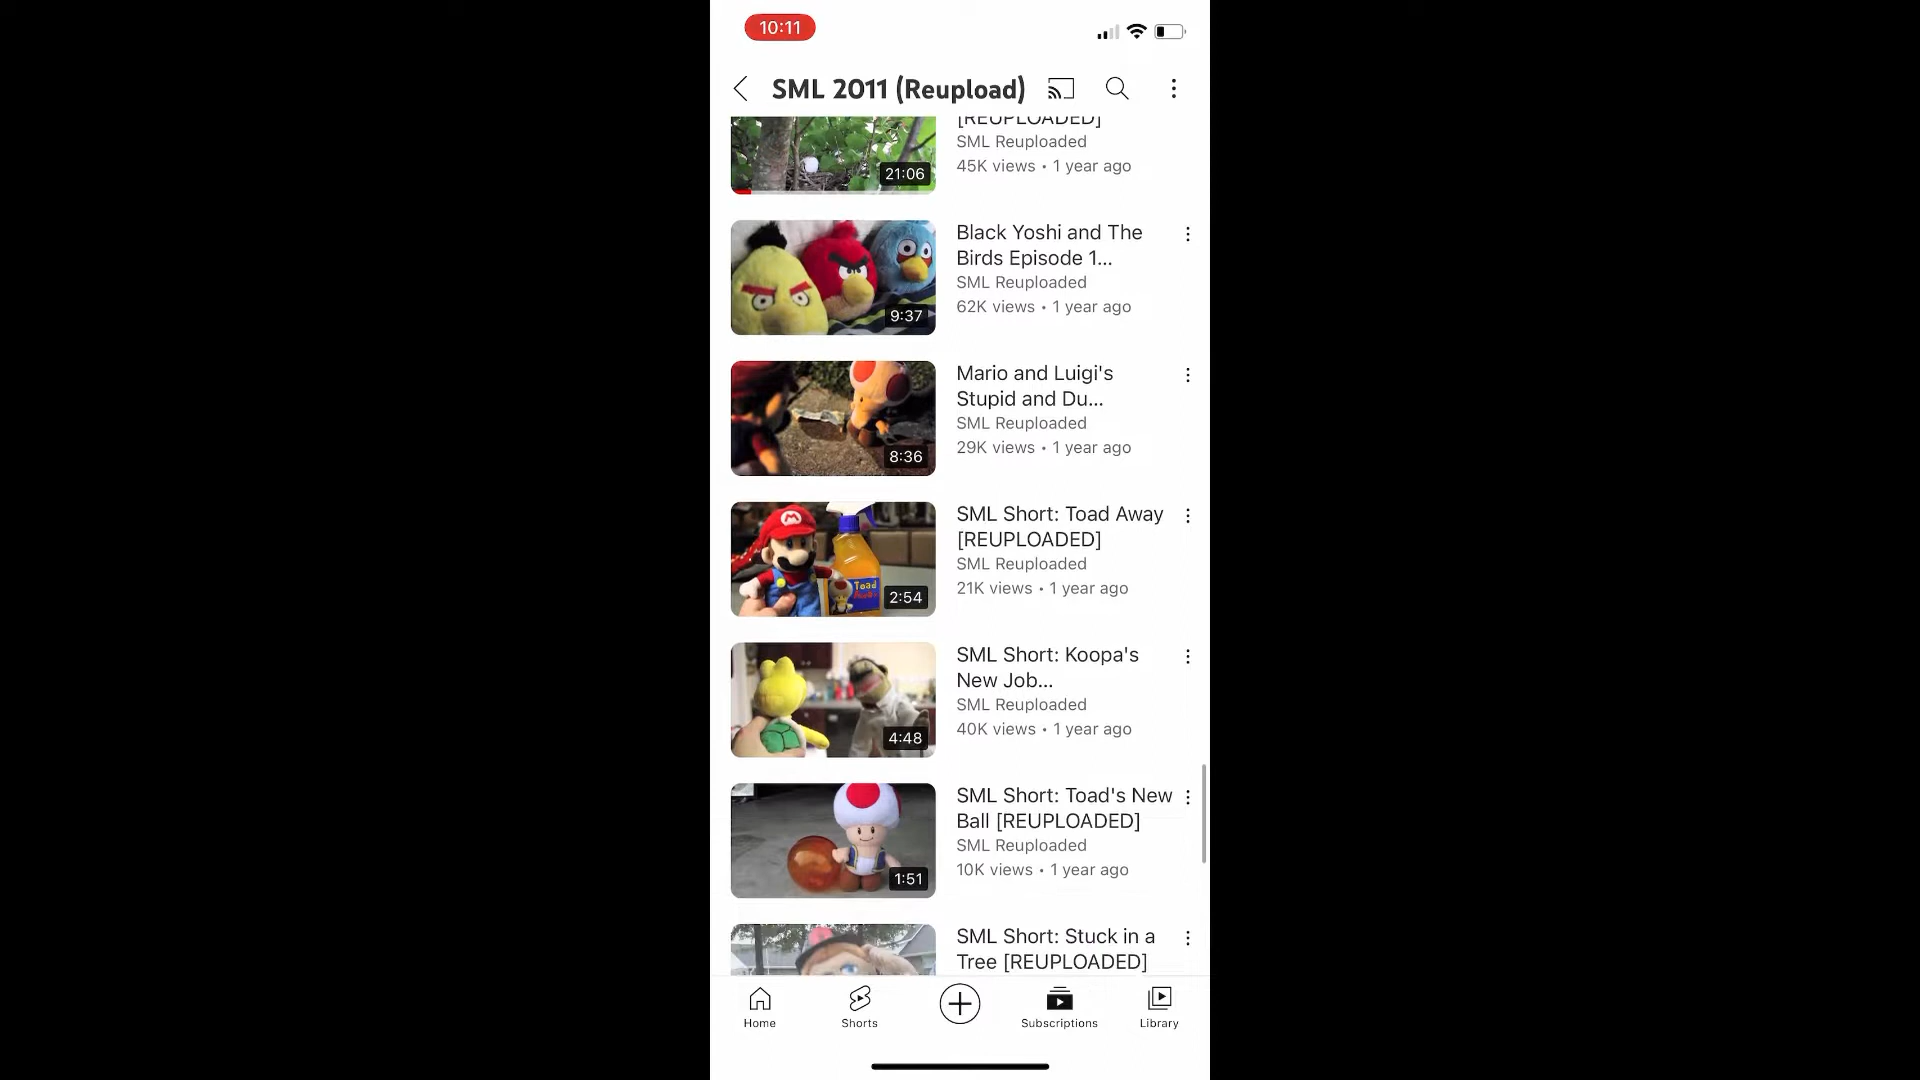 10:11
SML 2011 (Reupload)
[REUPLOADED]
SML Reuploaded
45K views • 1 year ago
21:06
Black Yoshi and The
Birds Episode 1...
SML Reuploaded
62K views • 1 year ago
9:37
Mario and Luigi's
Stupid and Du...
SML Reuploaded
29K views • 1 year ago
8:36
SML Short: Toad Away
[REUPLOADED]
SML Reuploaded
21K views • 1 year ago
Toad
2:54
SML Short: Koopa's
New Job...
SML Reuploaded
40K views • 1 year ago
4:48
SML Short: Toad's New
Ball [REUPLOADED]
SML Reuploaded
10K views • 1 year ago
1:51
SML Short: Stuck in a
Tree [REUPLOADED]
Home
Shorts
Subscriptions
Library